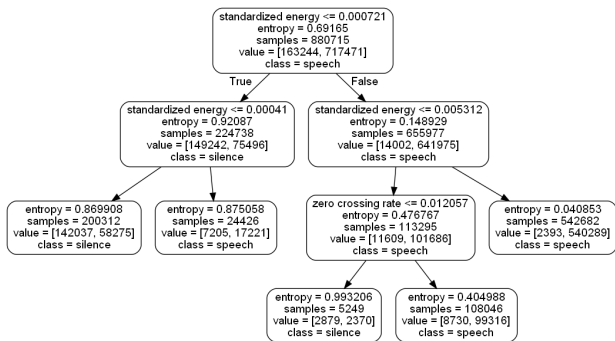 standardized energy <= 0.000721
entropy = 0.69165
samples = 880715
value = [163244, 717471]
class = speech
True
False
standardized energy <= 0.00041
entropy = 0.92087
samples = 224738
value = [149242, 75496]
class = silence
standardized energy <= 0.005312
entropy = 0.148929
samples = 655977
value = [14002, 641975]
class = speech
entropy = 0.869908
samples = 200312
value = [142037, 58275]
class = silence
entropy = 0.875058
samples = 24426
value = [7205, 17221]
class = speech
zero crossing rate <= 0.012057
entropy = 0.476767
samples = 113295
value = [11609, 101686]
class = speech
entropy = 0.040853
samples = 542682
value = [2393, 540289]
class = speech
entropy = 0.993206
samples = 5249
value = [2879, 2370]
class = silence
entropy = 0.404988
samples = 108046
value = [8730, 99316]
class = speech